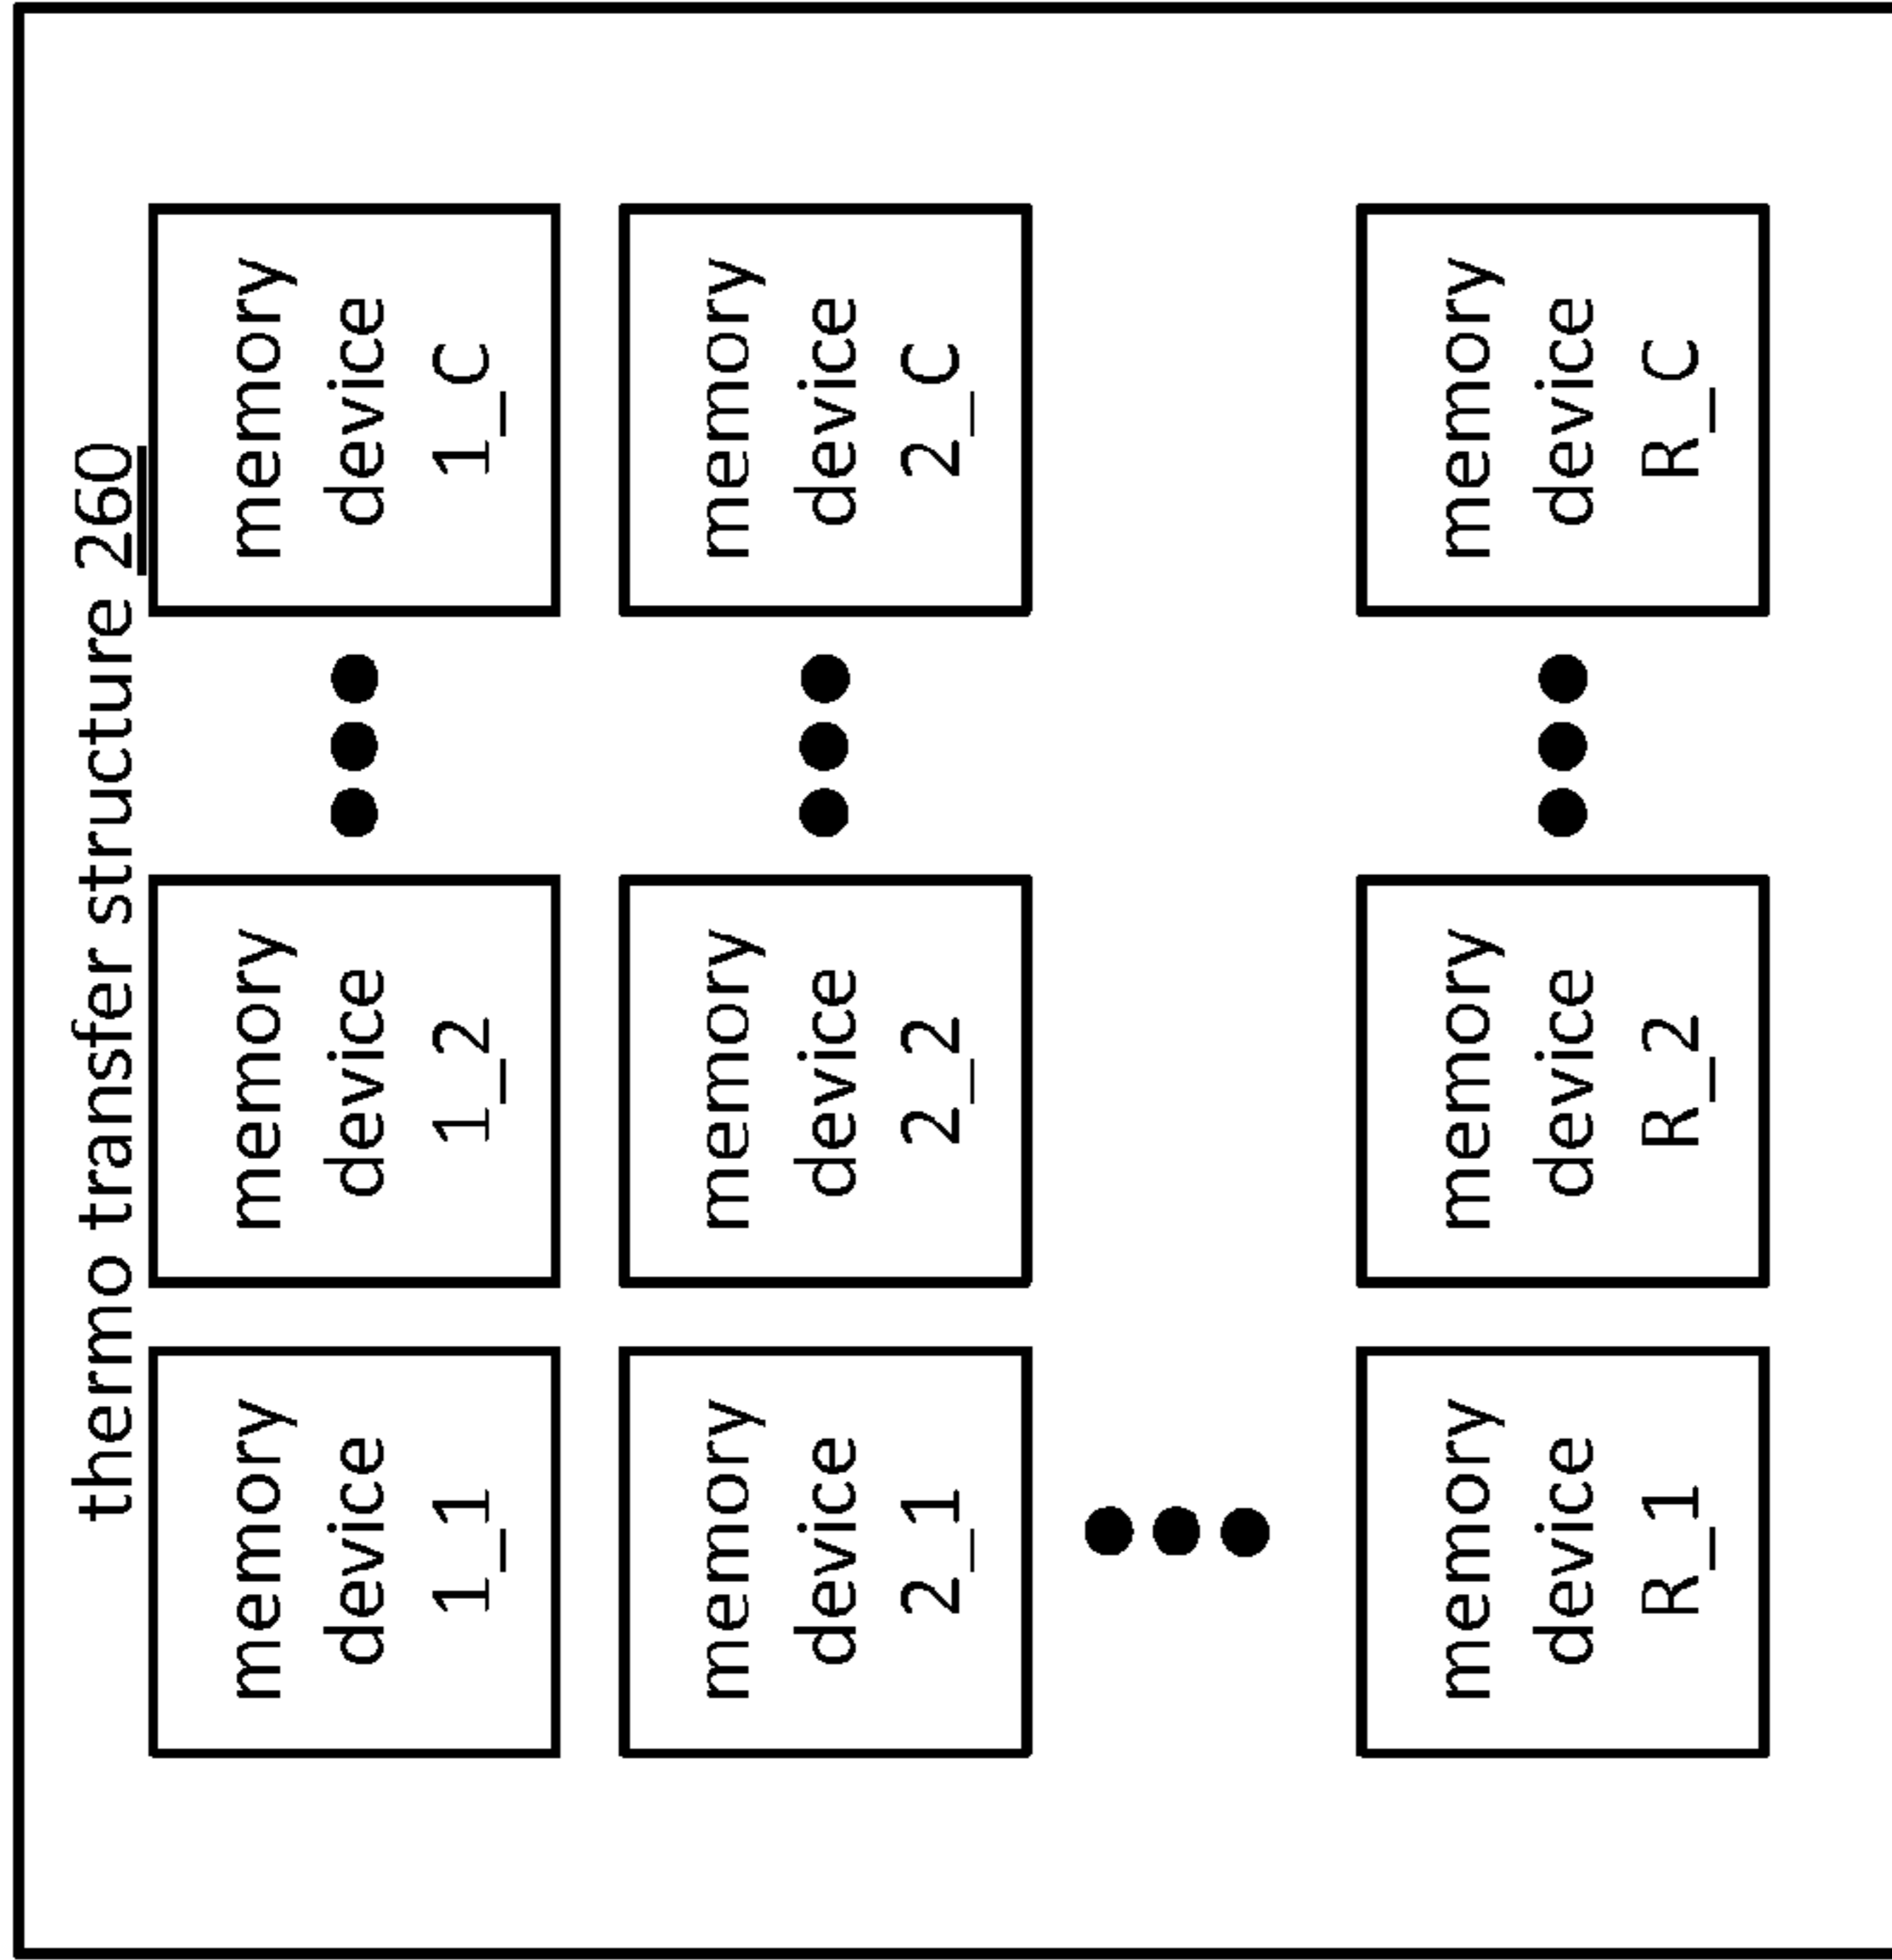 thermo transfer structure 260
memory
device
1_1
memory
device
1_2
memory
device
1_C
memory
device
2_1
memory
device
2_2
memory
device
2_C
memory
device
R_1
memory
device
R_2
memory
device
R_C